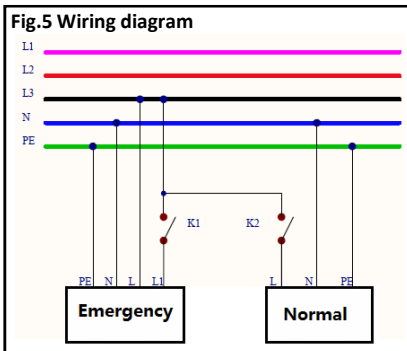 Fig.5 Wiring diagram
L1
L2
L3
N
PE
K1 K2
PE N L L1 L N PE
Emergency Normal